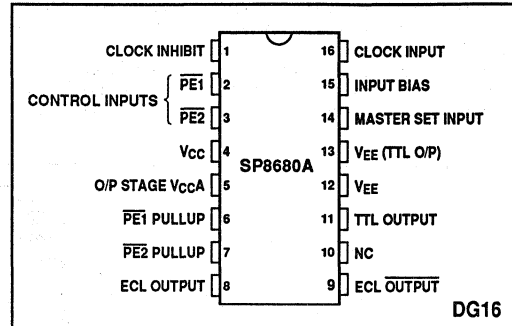 CLOCK INHIBIT 1 16 CLOCK INPUT
PE1 2 15 INPUT BIAS
CONTROL INPUTS
PE2 3 14 MASTER SET INPUT
VCC 4 13 VEE (TTL O/P)
SP8680A
O/P STAGE VCCA 5 12 VEE
PE1 PULLUP 6 11 TTL OUTPUT
PE2 PULLUP 7 10 NC
ECL OUTPUT 8 9 ECL OUTPUT
DG16